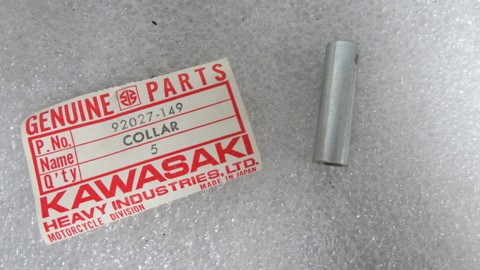 GENUINE PARTS
P. No. 92027-149
Name COLLAR
Q'ty 5
KAWASAKI
HEAVY INDUSTRIES, LTD.
MOTORCYCLE DIVISION MADE IN JAPAN